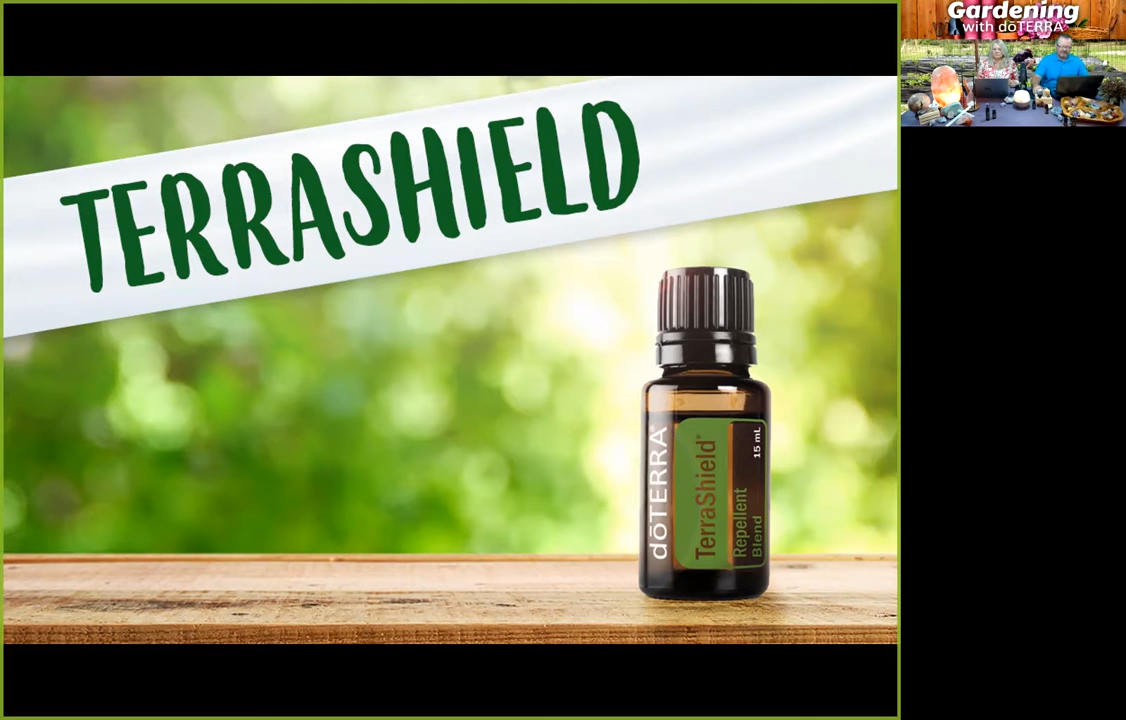 TERRASHIELD
dōTERRA
TerraShield®
Repellent
Blend
15 mL
Gardening
with dōTERRA